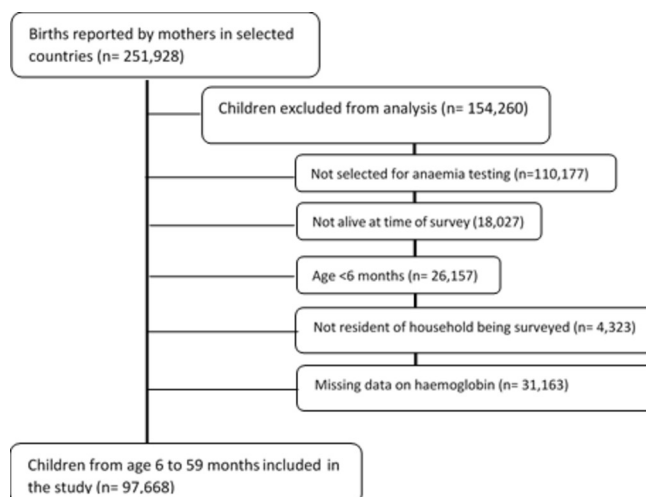 Births reported by mothers in selected
countries (n= 251,928)
Children excluded from analysis (n= 154,260)
Not selected for anaemia testing (n=110,177)
Not alive at time of survey (18,027)
Age <6 months (n= 26,157)
Not resident of household being surveyed (n= 4,323)
Missing data on haemoglobin (n= 31,163)
Children from age 6 to 59 months included in
the study (n= 97,668)